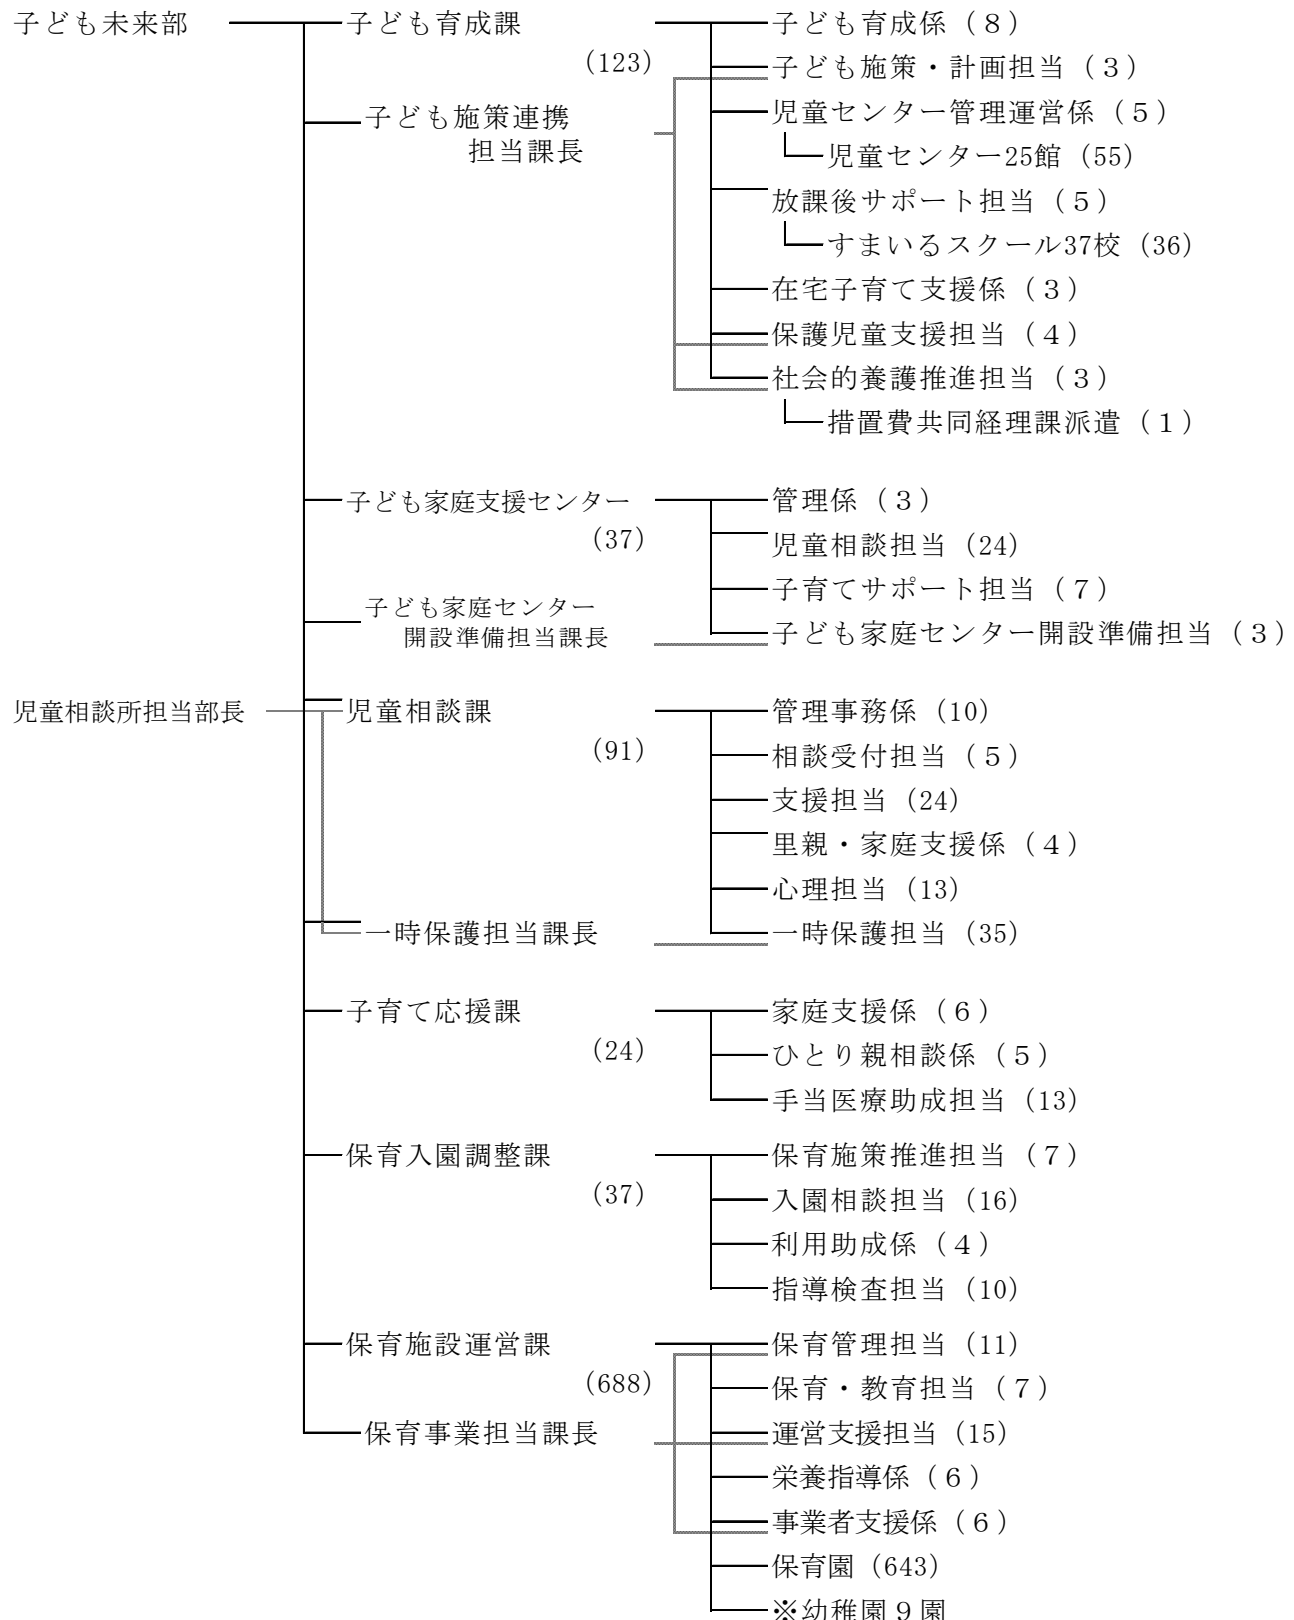 子ども未来部 子ども育成課 子ども育成係（８）
(123) 子ども施策・計画担当（３）
子ども施策連携 児童センター管理運営係（５）
担当課長 児童センター25館（55）
放課後サポート担当（５）
すまいるスクール37校（36）
在宅子育て支援係（３）
保護児童支援担当（４）
社会的養護推進担当（３）
措置費共同経理課派遣（１）
子ども家庭支援センター 管理係（３）
(37) 児童相談担当（24）
子育てサポート担当（７）
子ども家庭センター
開設準備担当課長 子ども家庭センター開設準備担当（３）
児童相談所担当部長 児童相談課 管理事務係（10）
(91) 相談受付担当（５）
支援担当（24）
里親・家庭支援係（４）
心理担当（13）
一時保護担当課長 一時保護担当（35）
子育て応援課 家庭支援係（６）
(24) ひとり親相談係（５）
手当医療助成担当（13）
保育入園調整課 保育施策推進担当（７）
(37) 入園相談担当（16）
利用助成係（４）
指導検査担当（10）
保育施設運営課 保育管理担当（11）
(688) 保育・教育担当（７）
保育事業担当課長 運営支援担当（15）
栄養指導係（６）
事業者支援係（６）
保育園（643）
※幼稚園９園